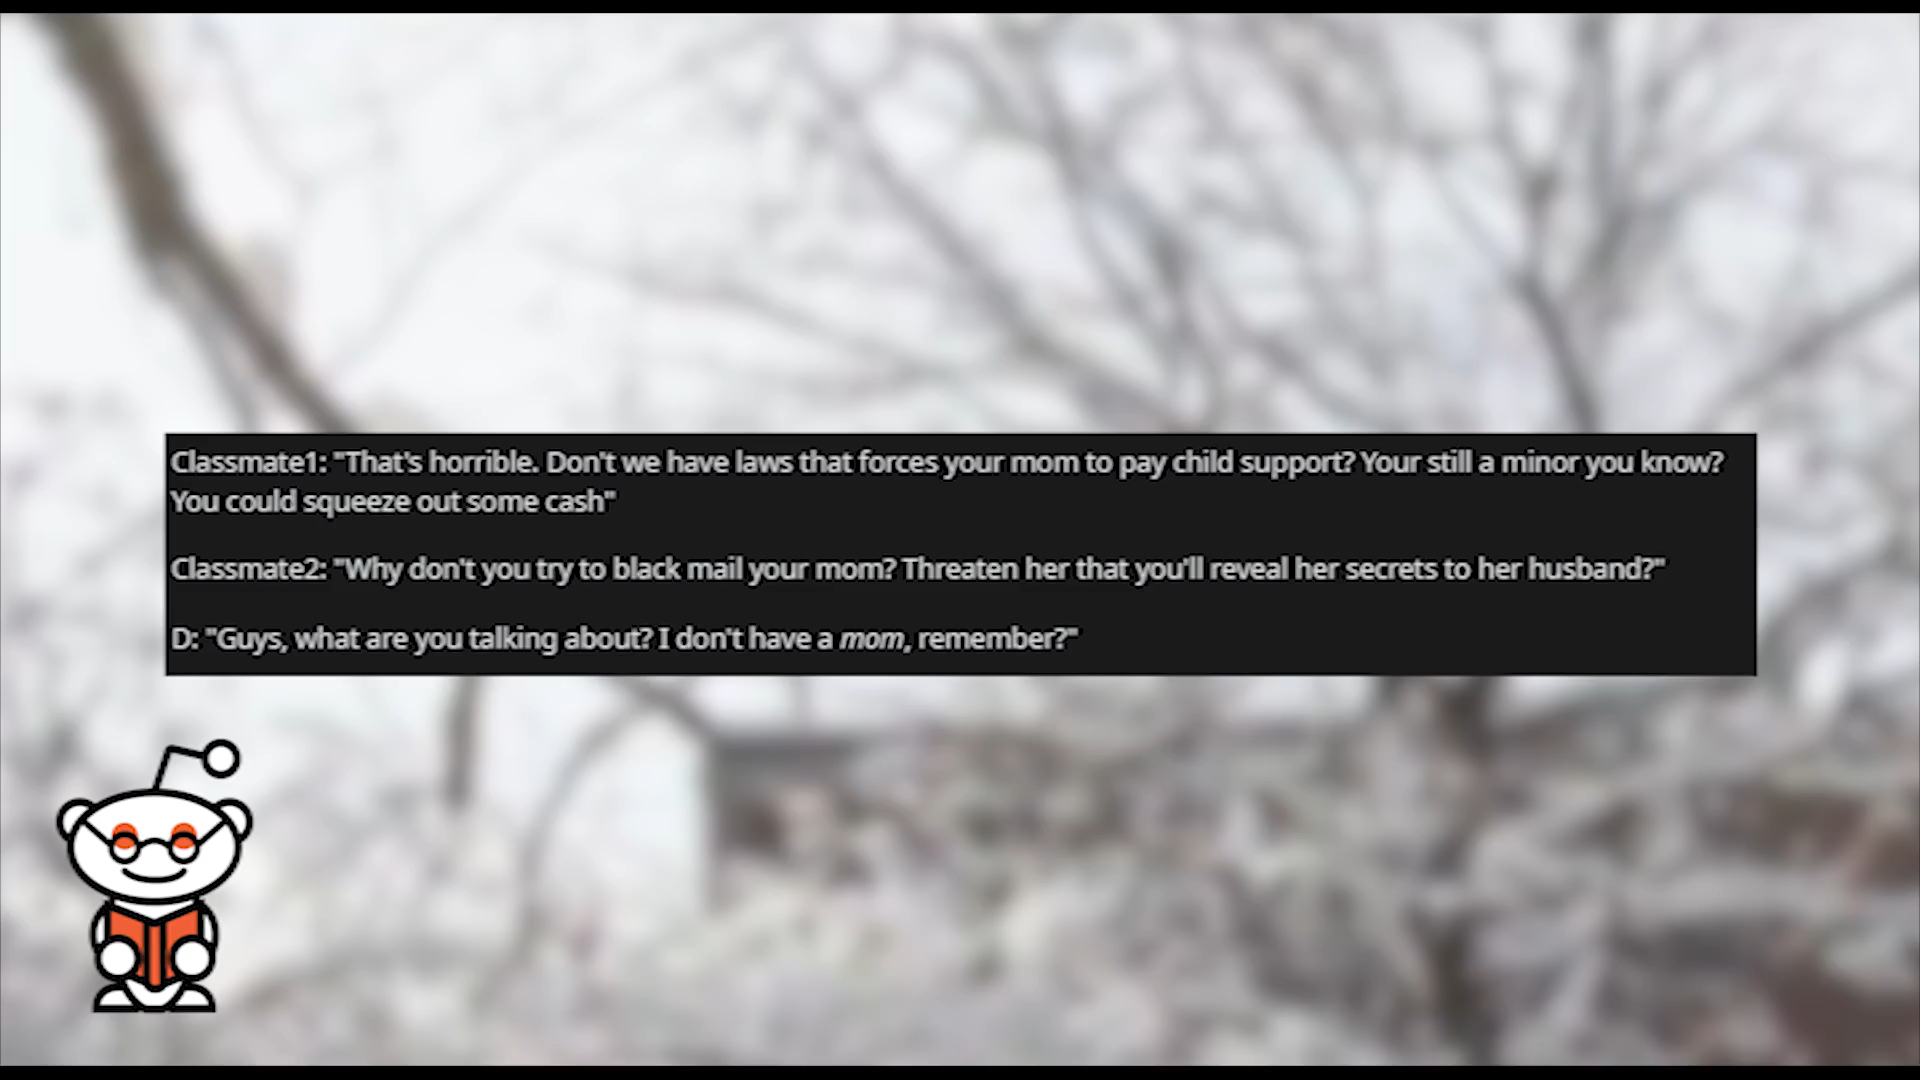 Classmate1: "That's horrible. Don't we have laws that forces your mom to pay child support? Your still a minor you know?
You could squeeze out some cash"
Classmate2: "Why don't you try to black mail your mom? Threaten her that you'll reveal her secrets to her husband?"
D: "Guys, what are you talking about? I don't have a mom, remember?"